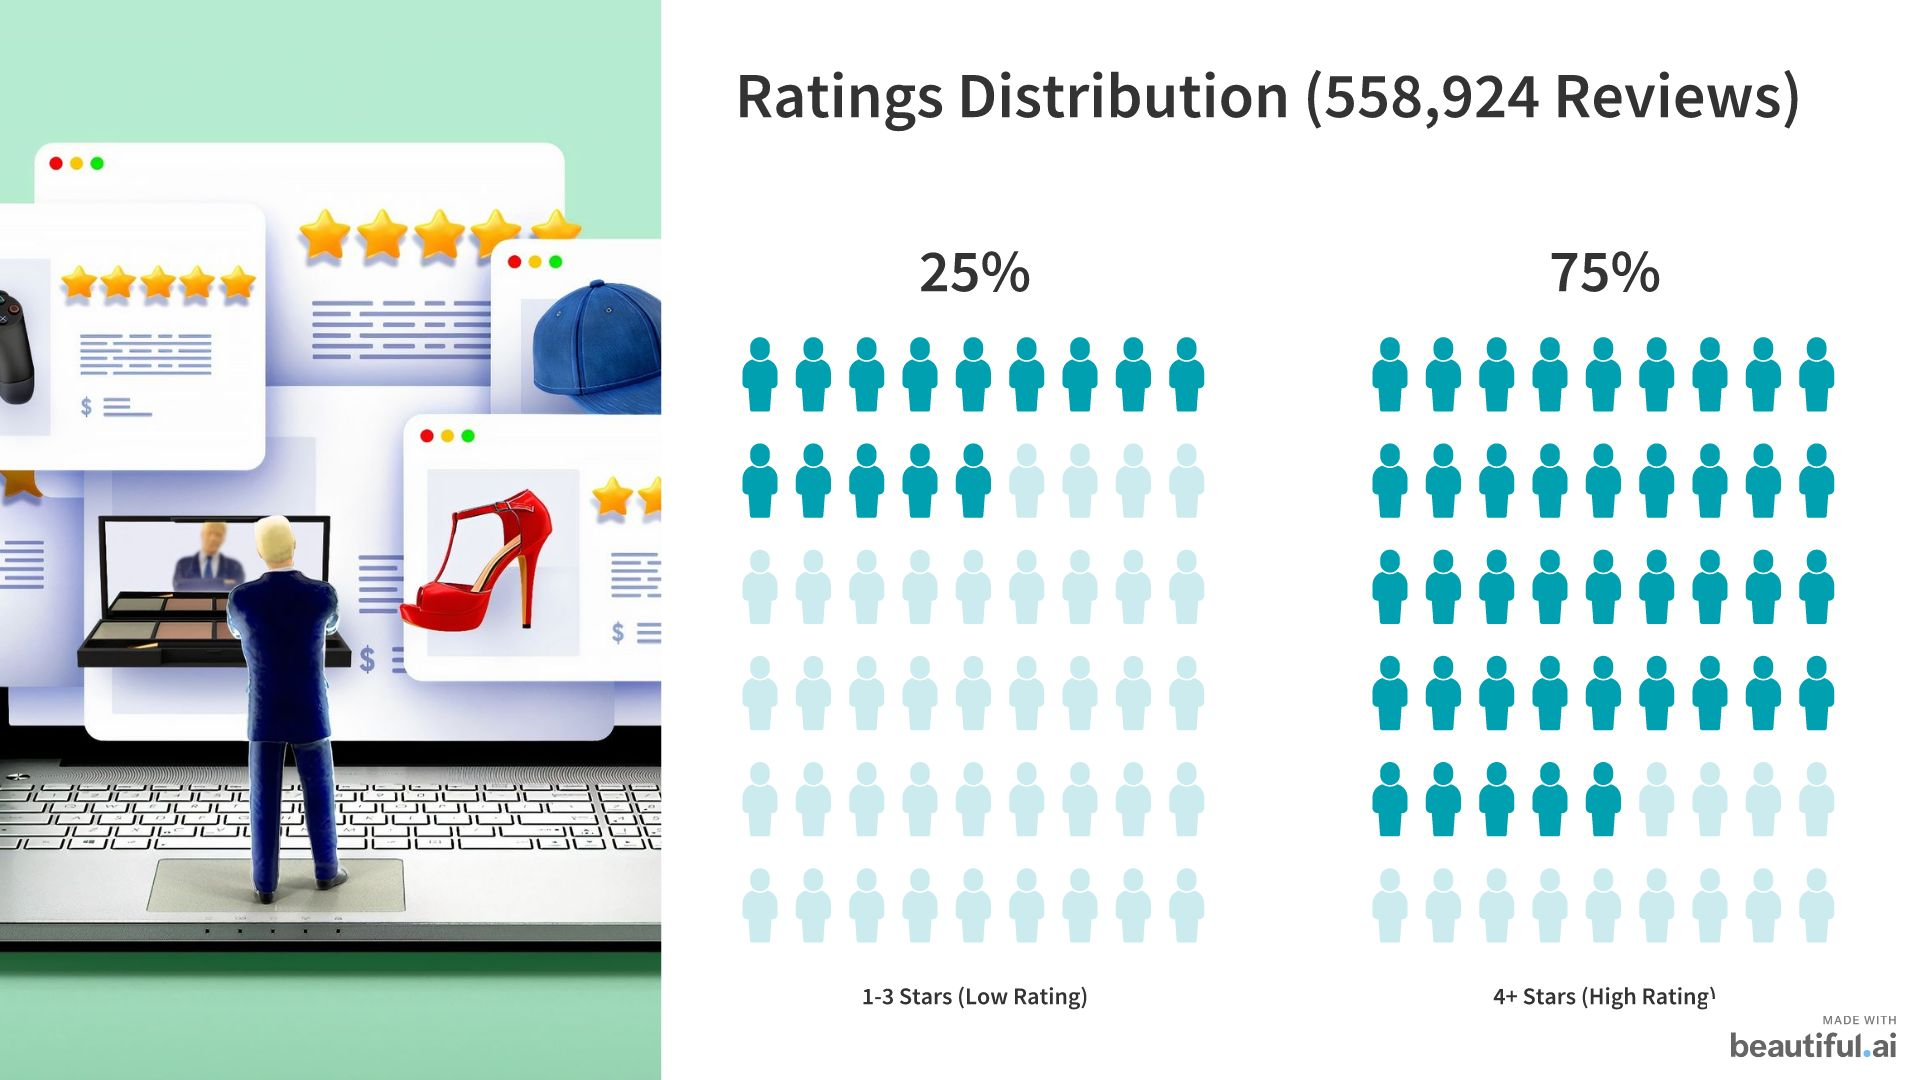 Ratings Distribution (558,924 Reviews)
25%
75%
1-3 Stars (Low Rating)
4+ Stars (High Rating)
$
$
$
MADE WITH
beautiful.ai